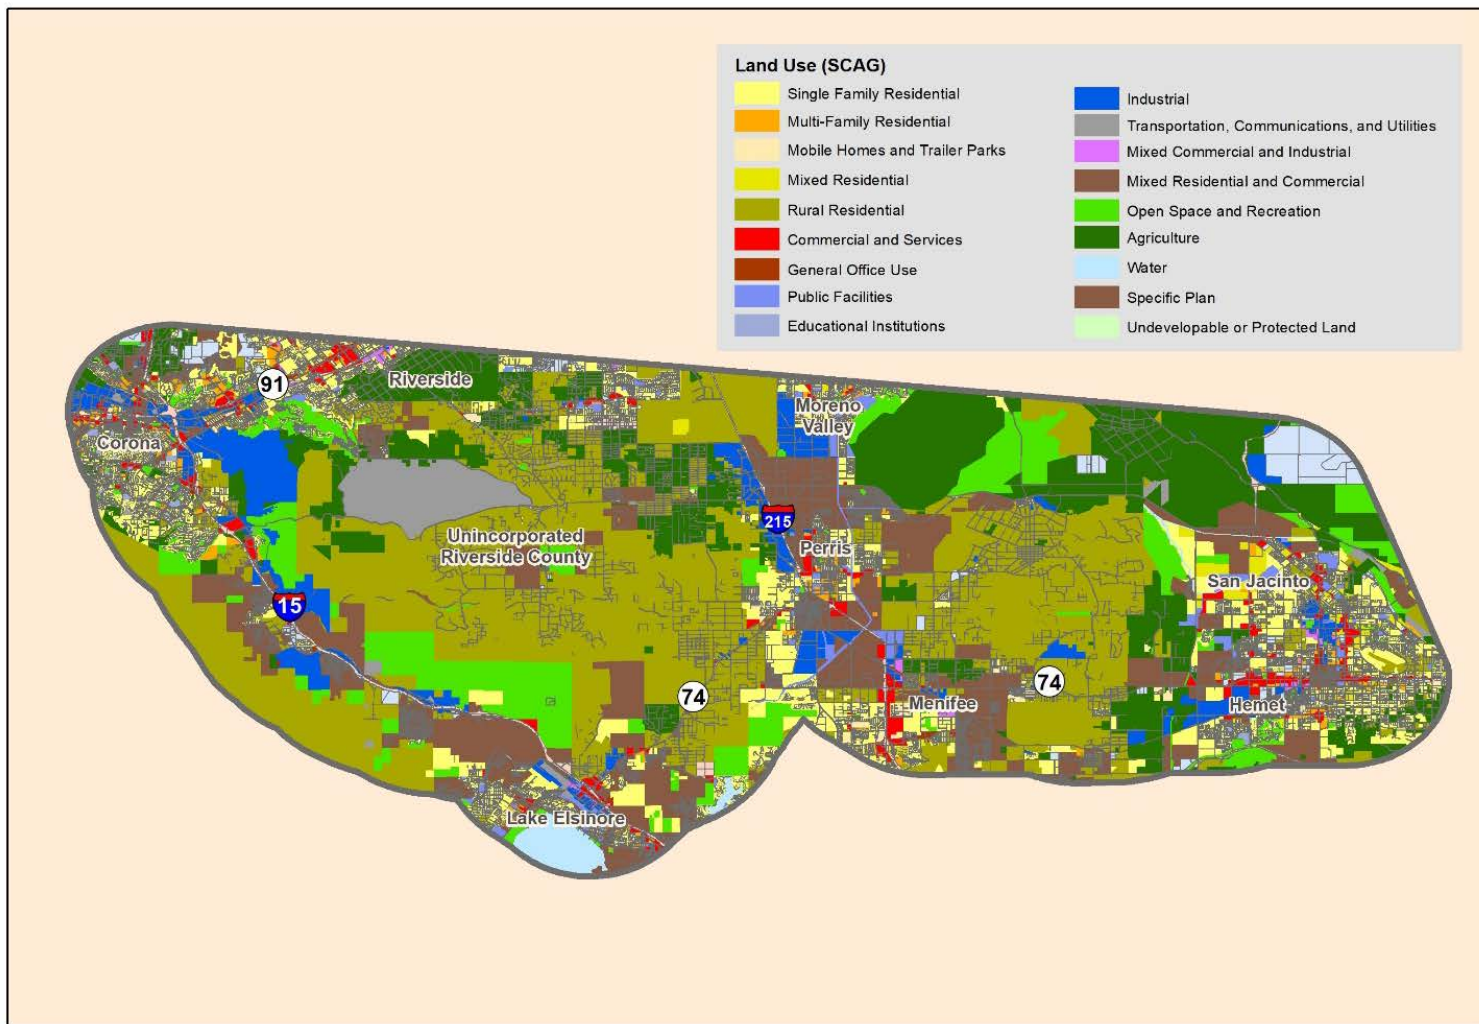 Land Use (SCAG)
Single Family Residential
Multi-Family Residential
Mobile Homes and Trailer Parks
Mixed Residential
Rural Residential
Commercial and Services
General Office Use
Public Facilities
Educational Institutions
Industrial
Transportation, Communications, and Utilities
Mixed Commercial and Industrial
Mixed Residential and Commercial
Open Space and Recreation
Agriculture
Water
Specific Plan
Undevelopable or Protected Land
91
Riverside
Moreno
Valley
Corona
215
Unincorporated
Riverside County
Perris
San Jacinto
15
74
74
Menifee
Hemet
Lake Elsinore